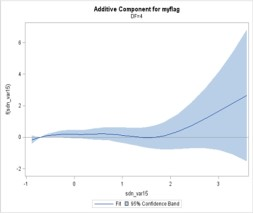 Additive Component for myflag
DF=4
6
4
2
0
-2
f(sdn_var15)
-1
0
1
2
3
sdn_var15
Fit
95% Confidence Band